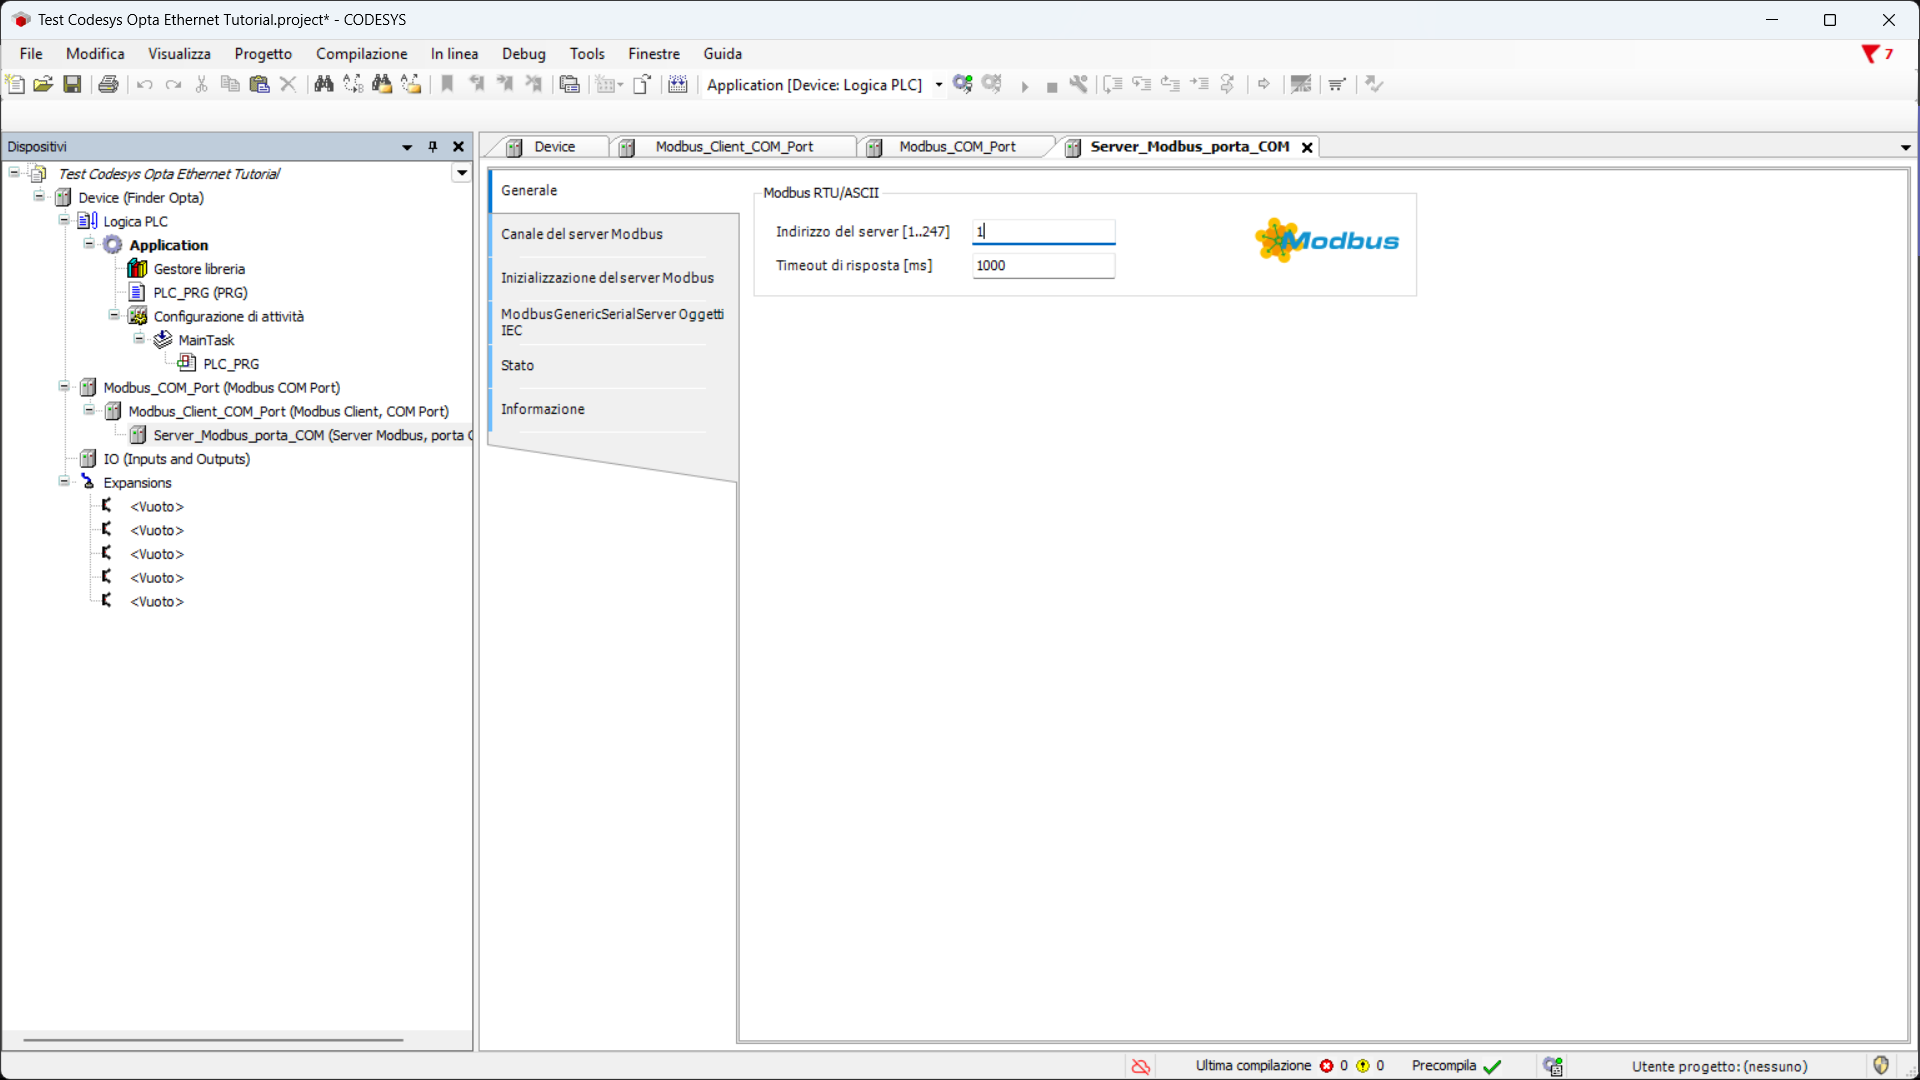 Test Codesys Opta Ethernet Tutorial.project* - CODESYS
File Modifica Visualizza Progetto Compilazione In linea Debug Tools Finestre Guida
7
Application [Device: Logica PLC]
Dispositivi
Test Codesys Opta Ethernet Tutorial
Device (Finder Opta)
Logica PLC
Application
Gestore libreria
PLC_PRG (PRG)
Configurazione di attività
MainTask
PLC_PRG
Modbus_COM_Port (Modbus COM Port)
Modbus_Client_COM_Port (Modbus Client, COM Port)
Server_Modbus_porta_COM (Server Modbus, porta C
IO (Inputs and Outputs)
Expansions
<Vuoto>
<Vuoto>
<Vuoto>
<Vuoto>
<Vuoto>
Device Modbus_Client_COM_Port Modbus_COM_Port Server_Modbus_porta_COM
Generale
Canale del server Modbus
Inizializzazione del server Modbus
ModbusGenericSerialServer Oggetti
IEC
Stato
Informazione
Modbus RTU/ASCII
Indirizzo del server [1..247] 1
Timeout di risposta [ms] 1000
Modbus
Ultima compilazione 0 0 Precompila Utente progetto: (nessuno)